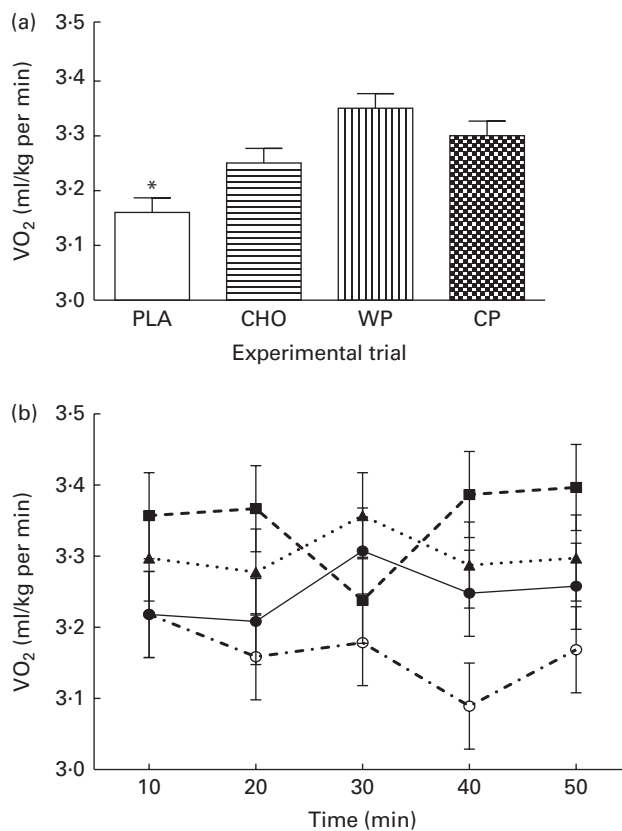 (a)
3·5
3·4
3·3
3·2
3·1
3·0
VO₂ (ml/kg per min)
*
PLA CHO WP CP
Experimental trial
(b)
3·5
3·4
3·3
3·2
3·1
3·0
VO₂ (ml/kg per min)
10 20 30 40 50
Time (min)